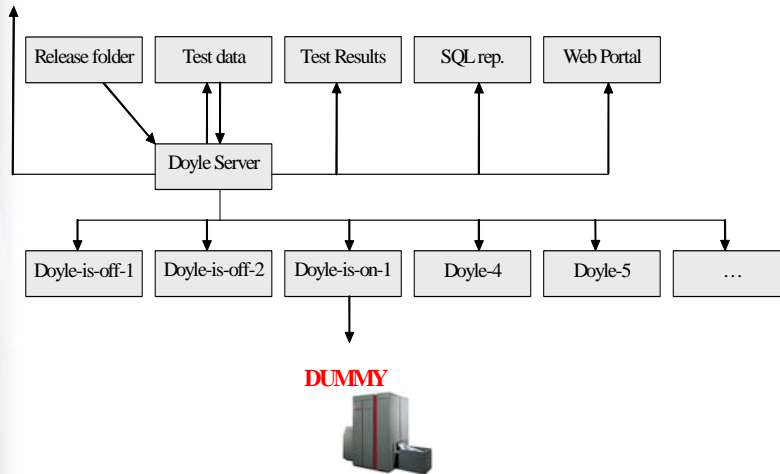 Release folder
Test data
Test Results
SQL rep.
Web Portal
Doyle Server
Doyle-is-off-1
Doyle-is-off-2
Doyle-is-on-1
Doyle-4
Doyle-5
…
DUMMY